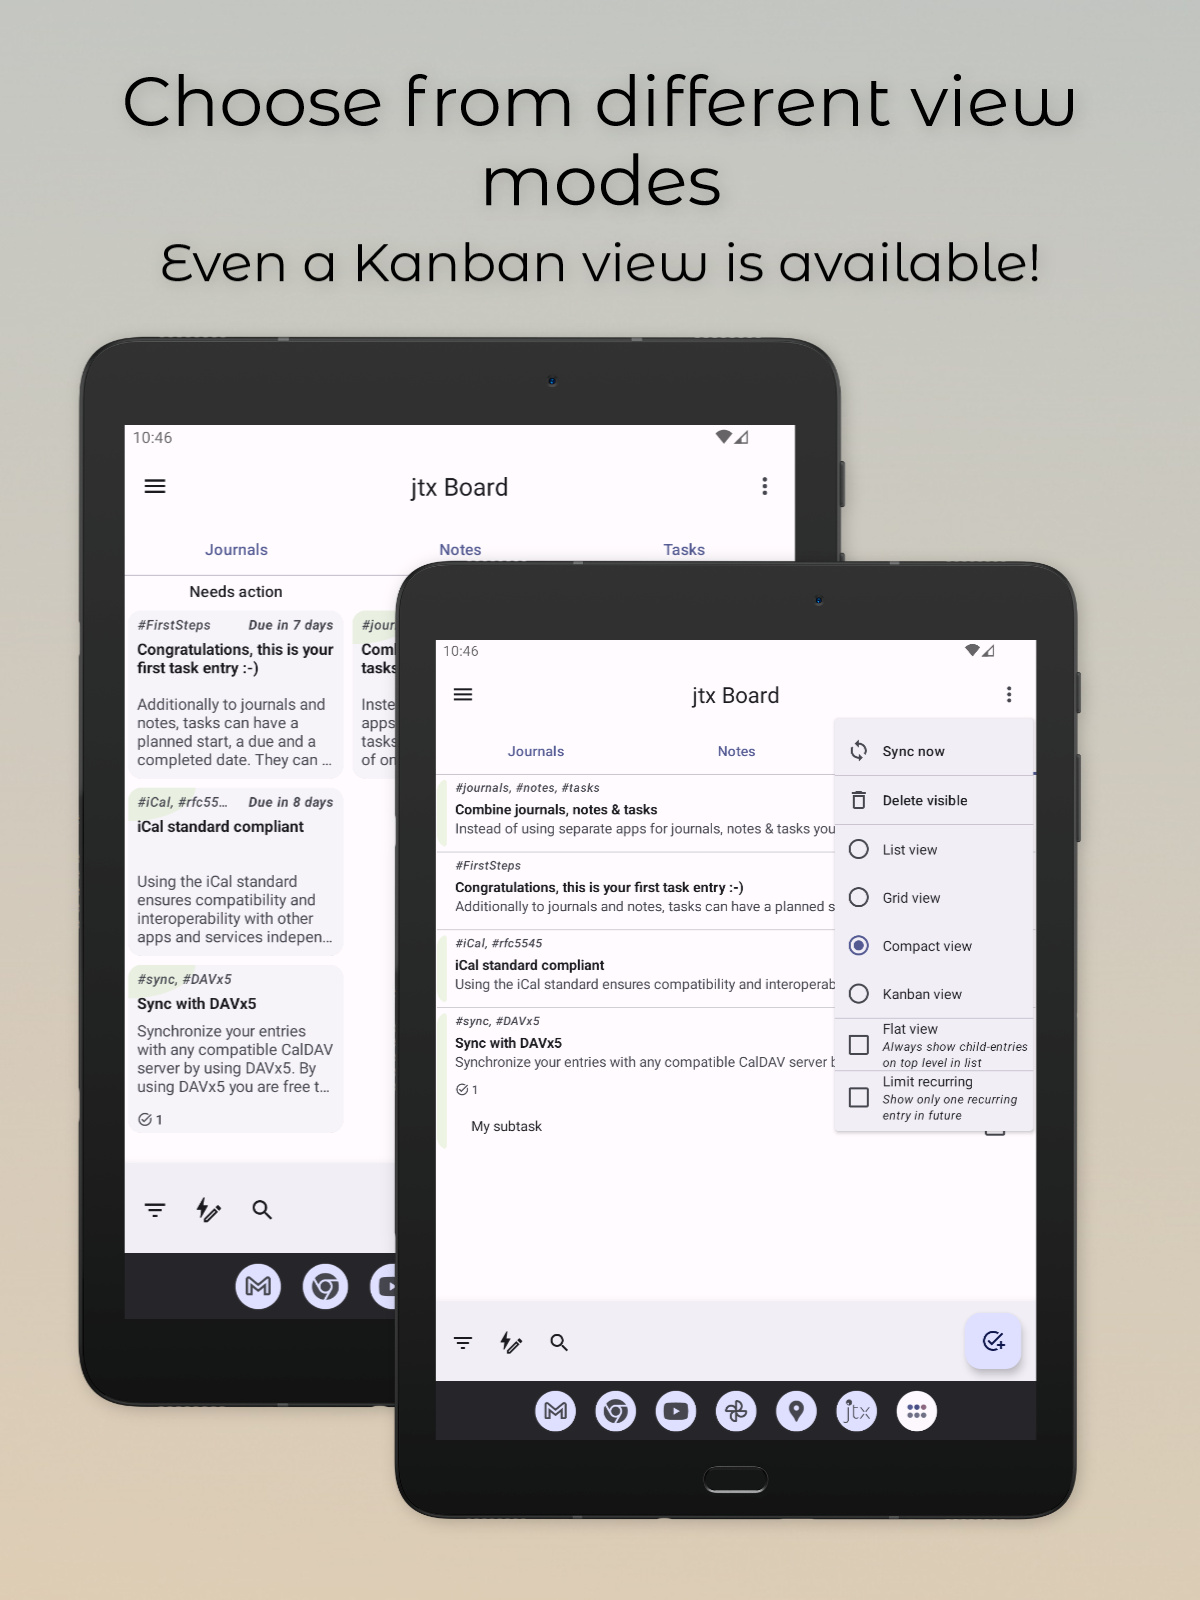 Choose from different view
modes
Even a Kanban view is available!
10:46
jtx Board
Journals
Notes
Tasks
Needs action
#FirstSteps
Due in 7 days
Congratulations, this is your
first task entry :-)
Additionally to journals and
notes, tasks can have a
planned start, a due and a
completed date. They can ...
#iCal, #rfc55...
Due in 8 days
iCal standard compliant
Using the iCal standard
ensures compatibility and
interoperability with other
apps and services indepen...
#sync, #DAVx5
Sync with DAVx5
Synchronize your entries
with any compatible CalDAV
server by using DAVx5. By
using DAVx5 you are free t...
1
#jour
Com
tasks
Inste
apps
tasks
of on
10:46
jtx Board
Journals
Notes
#journals, #notes, #tasks
Combine journals, notes & tasks
Instead of using separate apps for journals, notes & tasks you
#FirstSteps
Congratulations, this is your first task entry :-)
Additionally to journals and notes, tasks can have a planned s
#iCal, #rfc5545
iCal standard compliant
Using the iCal standard ensures compatibility and interoperab
#sync, #DAVx5
Sync with DAVx5
Synchronize your entries with any compatible CalDAV server b
1
My subtask
Sync now
Delete visible
List view
Grid view
Compact view
Kanban view
Flat view
Always show child-entries
on top level in list
Limit recurring
Show only one recurring
entry in future
jtx